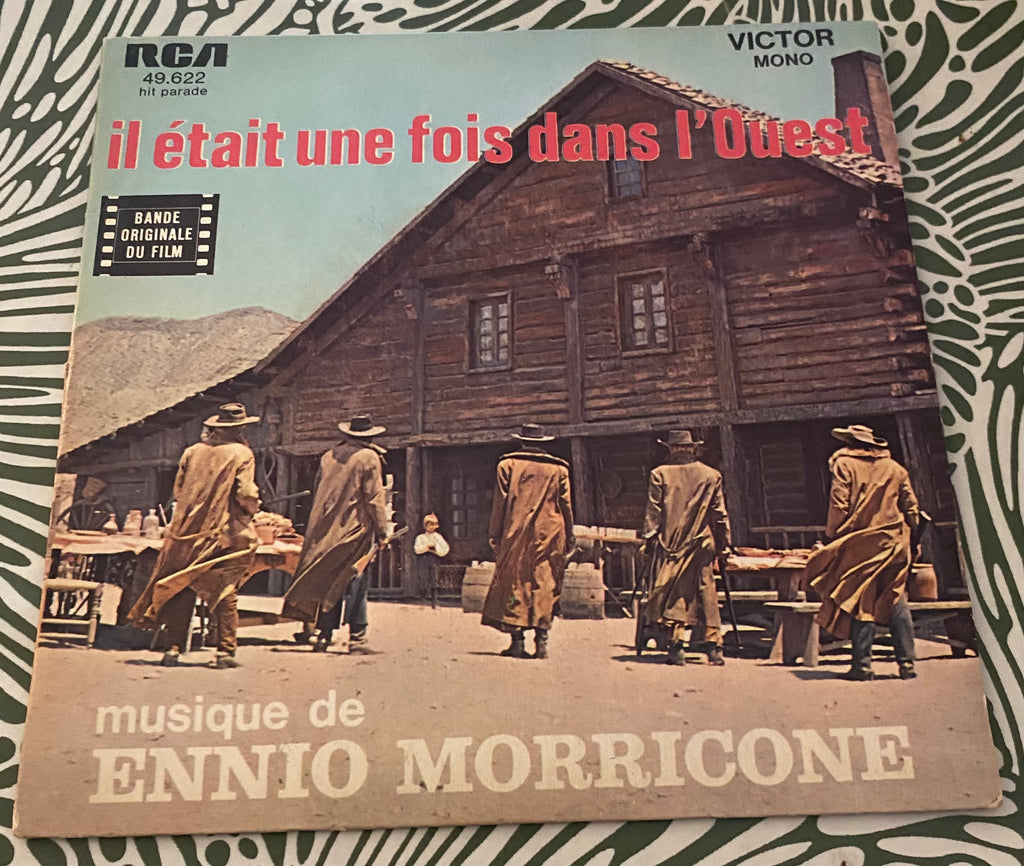 RCA
49.622
hit parade
VICTOR
MONO
il était une fois dans l'Ouest
BANDE
ORIGINALE
DU FILM
musique de
ENNIO MORRICONE